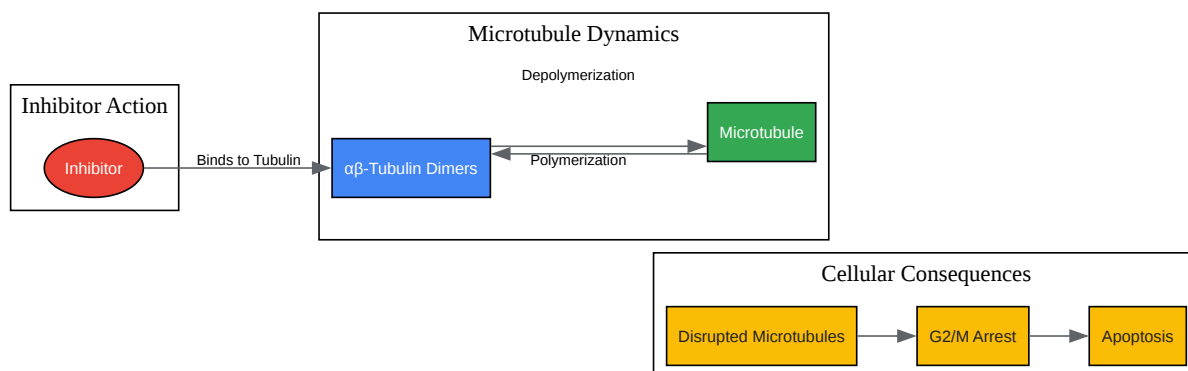 Microtubule Dynamics
Depolymerization
Inhibitor Action
Microtubule
Inhibitor
Binds to Tubulin
αβ-Tubulin Dimers
Polymerization
Cellular Consequences
Disrupted Microtubules
G2/M Arrest
Apoptosis